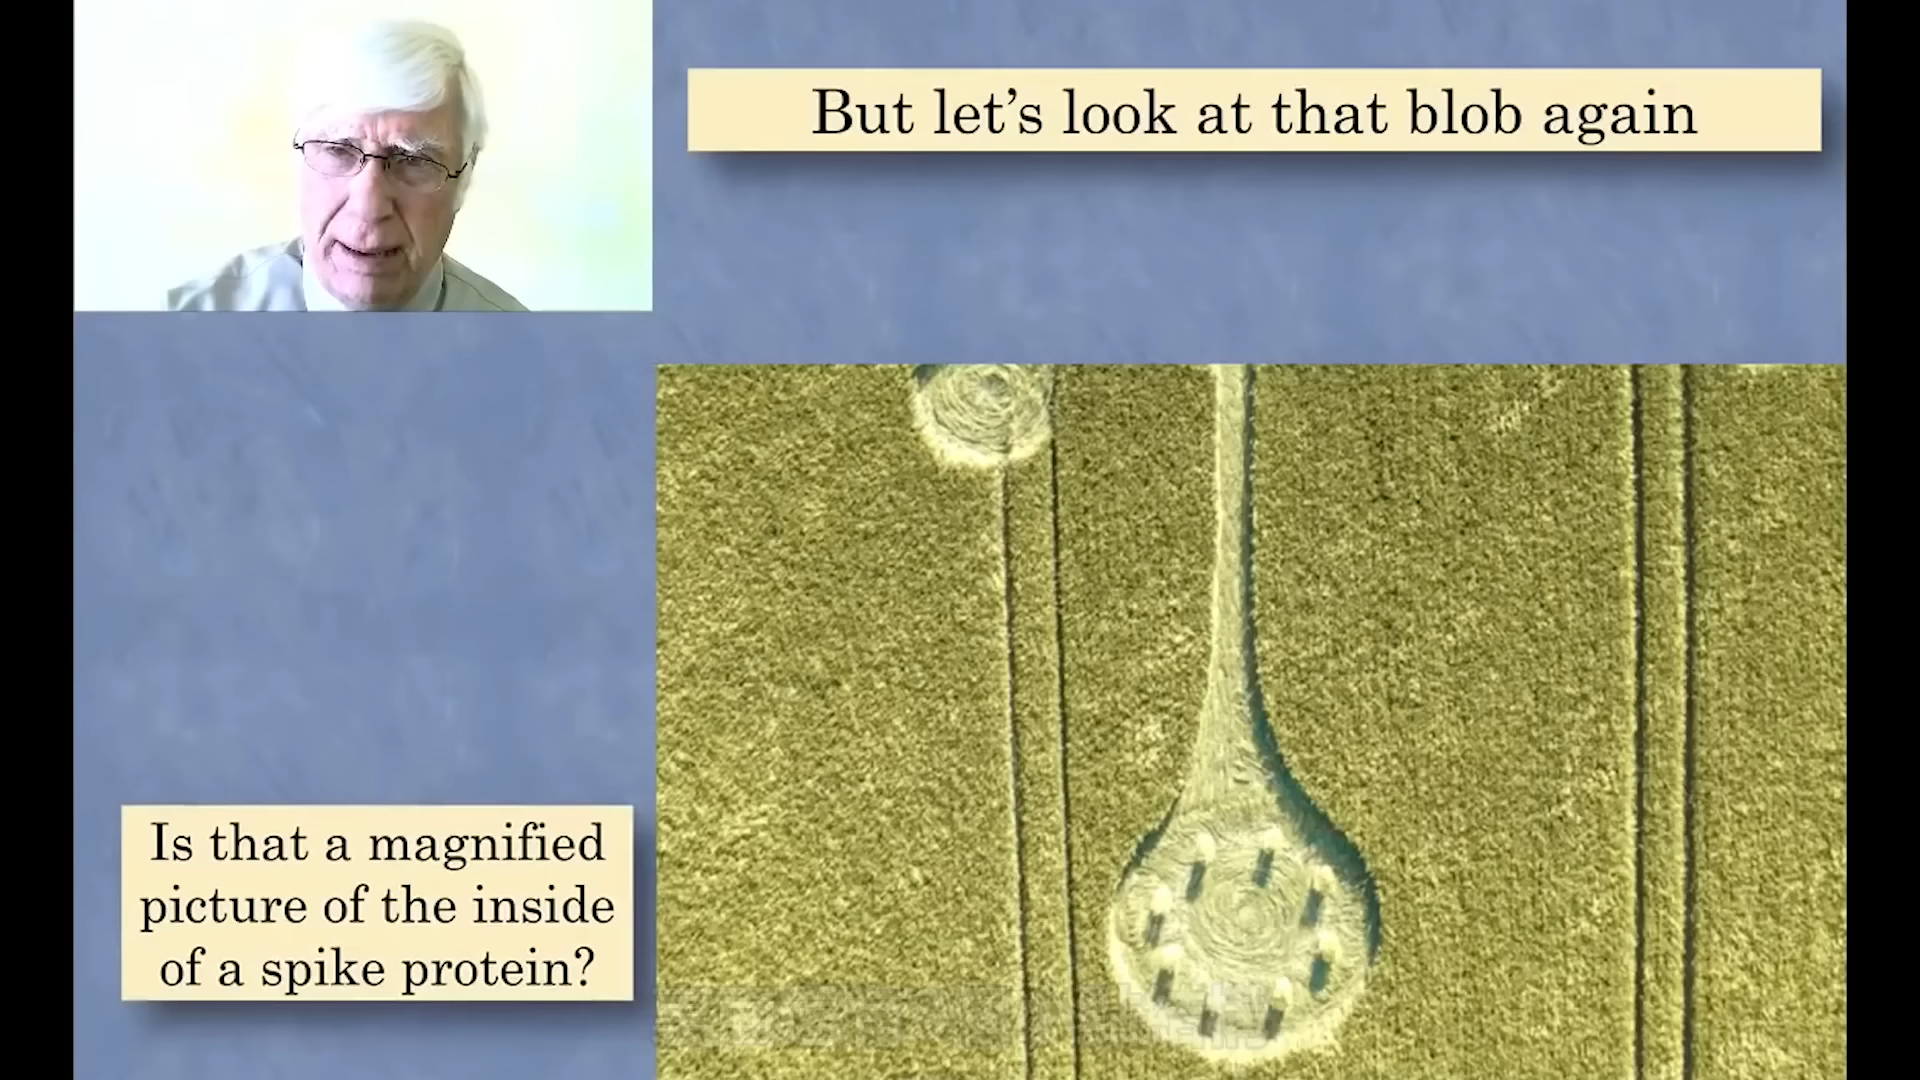 But let’s look at that blob again
Is that a magnified
picture of the inside
of a spike protein?